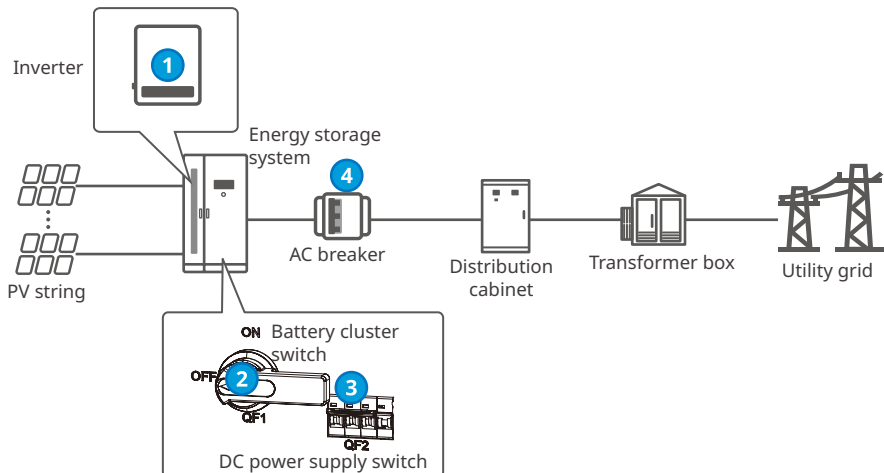 1
Inverter
Energy storage
system
4
AC breaker
Distribution
cabinet
Transformer box
Utility grid
PV string
ON
Battery cluster
switch
OFF
2
3
QF1
QF2
DC power supply switch